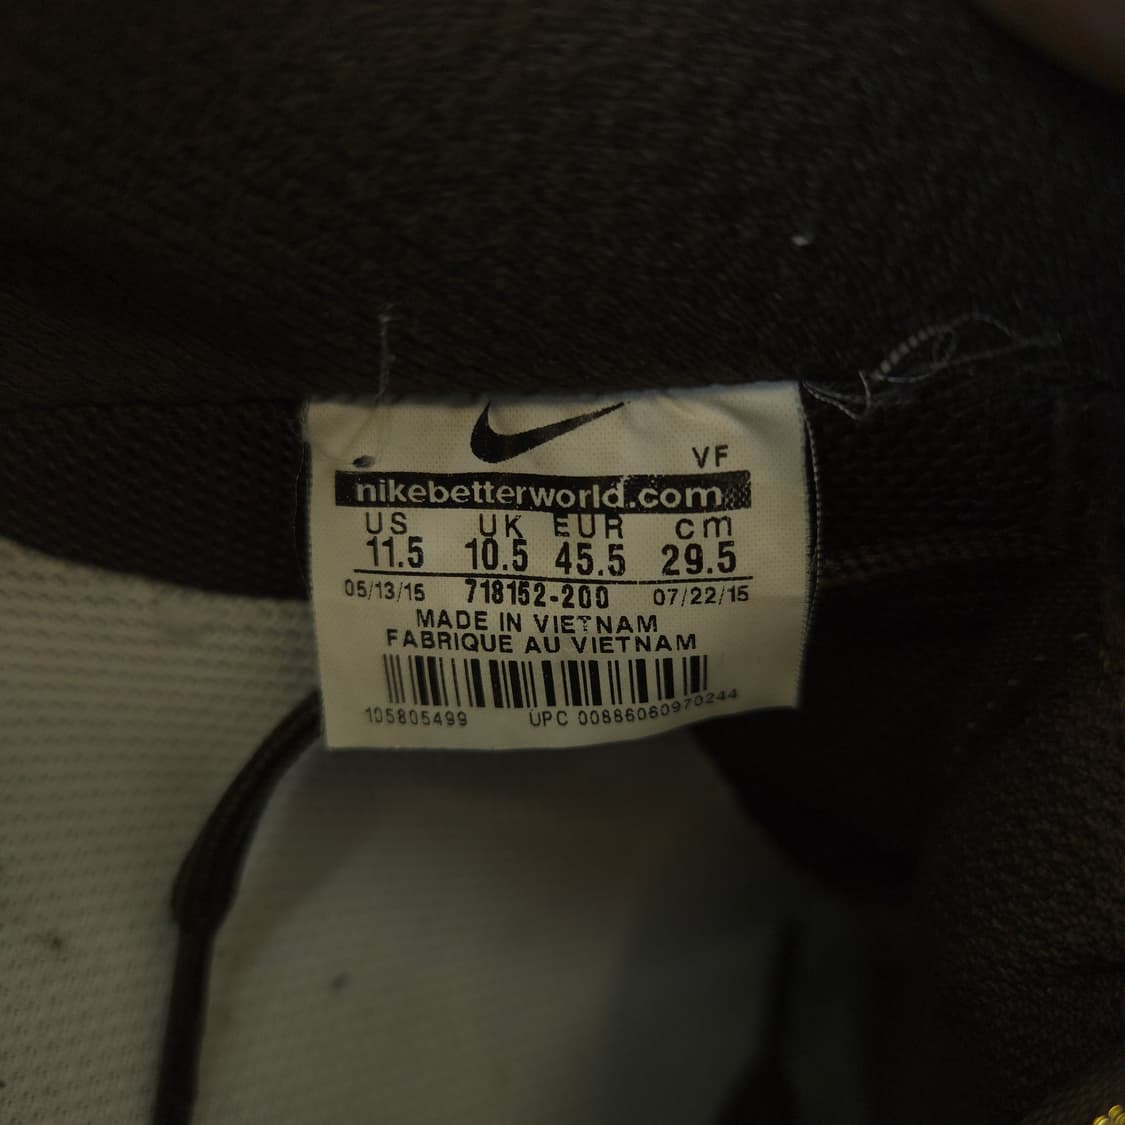 VF
nikebetterworld.com
US UK EUR cm
11.5 10.5 45.5 29.5
05/13/15 718152-200 07/22/15
MADE IN VIETNAM
FABRIQUE AU VIETNAM
105805499 UPC 00886060970244